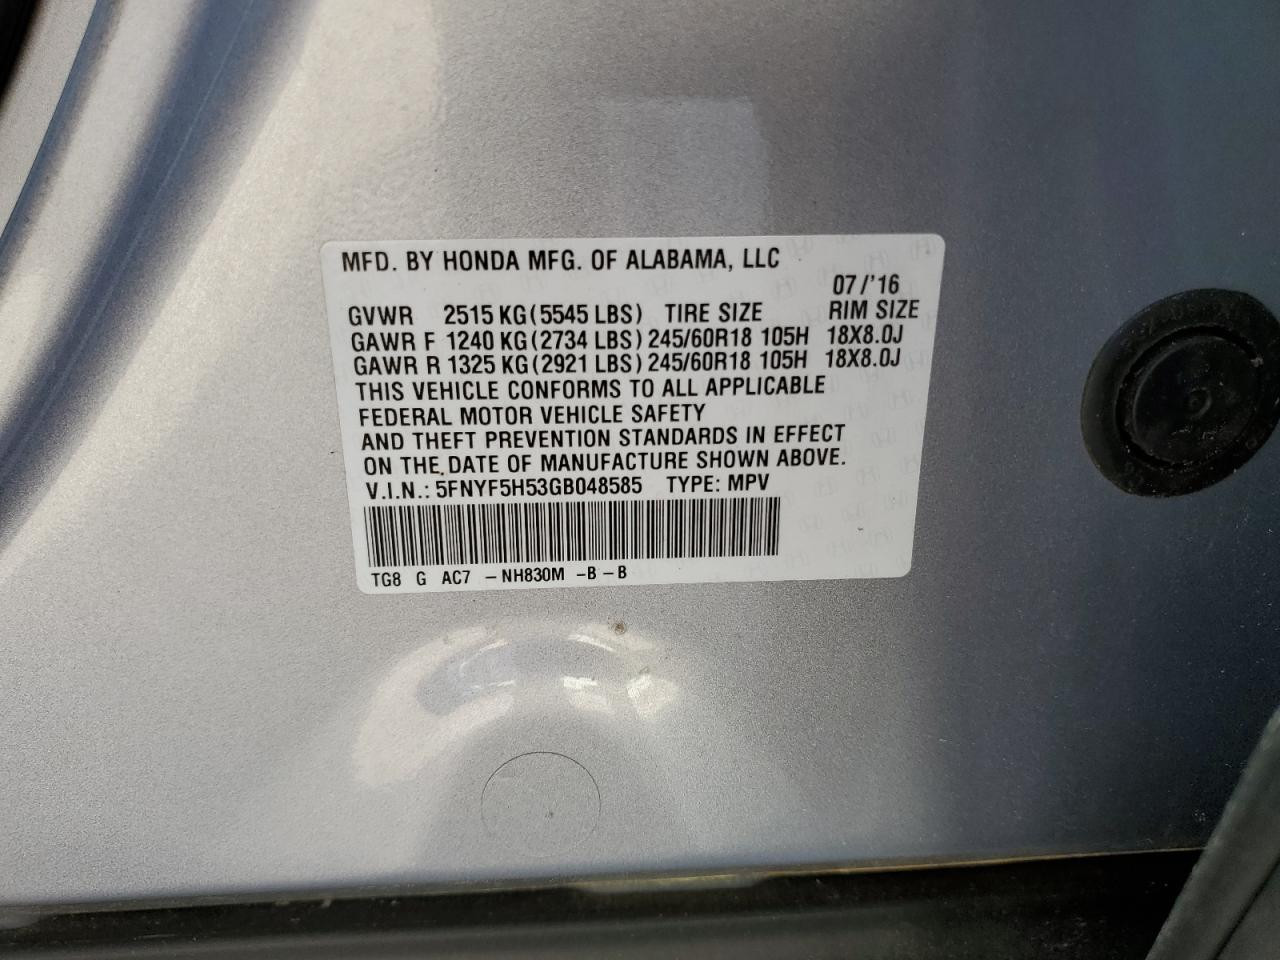 MFD. BY HONDA MFG. OF ALABAMA, LLC
07/'16
GVWR 2515 KG (5545 LBS) TIRE SIZE RIM SIZE
GAWR F 1240 KG (2734 LBS) 245/60R18 105H 18X8.0J
GAWR R 1325 KG (2921 LBS) 245/60R18 105H 18X8.0J
THIS VEHICLE CONFORMS TO ALL APPLICABLE
FEDERAL MOTOR VEHICLE SAFETY
AND THEFT PREVENTION STANDARDS IN EFFECT
ON THE DATE OF MANUFACTURE SHOWN ABOVE.
V.I.N.: 5FNYF5H53GB048585 TYPE: MPV
TG8 G AC7 -NH830M -B-B